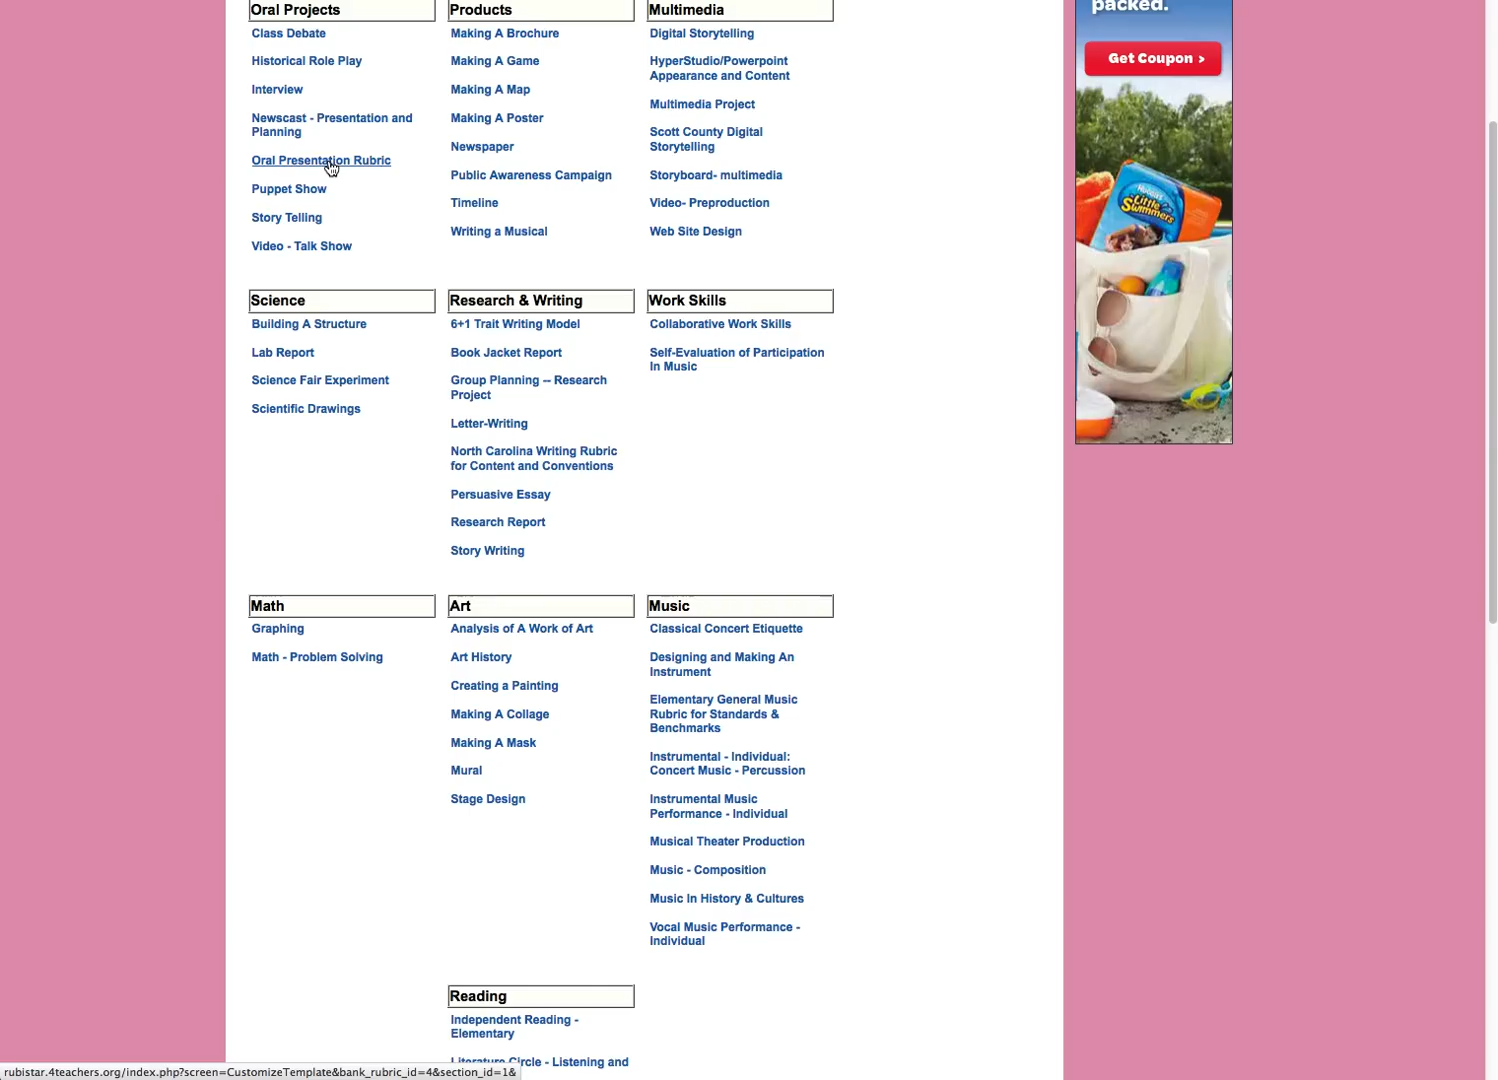 Oral Projects
Class Debate
Historical Role Play
Interview
Newscast - Presentation and
Planning
Oral Presentation Rubric
Puppet Show
Story Telling
Video - Talk Show
Products
Making A Brochure
Making A Game
Making A Map
Making A Poster
Newspaper
Public Awareness Campaign
Timeline
Writing a Musical
Multimedia
Digital Storytelling
HyperStudio/Powerpoint
Appearance and Content
Multimedia Project
Scott County Digital
Storytelling
Storyboard- multimedia
Video- Preproduction
Web Site Design
packed.
Get Coupon >
HUGGIES
Little
Swimmers
Science
Building A Structure
Lab Report
Science Fair Experiment
Scientific Drawings
Research & Writing
6+1 Trait Writing Model
Book Jacket Report
Group Planning -- Research
Project
Letter-Writing
North Carolina Writing Rubric
for Content and Conventions
Persuasive Essay
Research Report
Story Writing
Work Skills
Collaborative Work Skills
Self-Evaluation of Participation
In Music
Math
Graphing
Math - Problem Solving
Art
Analysis of A Work of Art
Art History
Creating a Painting
Making A Collage
Making A Mask
Mural
Stage Design
Music
Classical Concert Etiquette
Designing and Making An
Instrument
Elementary General Music
Rubric for Standards &
Benchmarks
Instrumental - Individual:
Concert Music - Percussion
Instrumental Music
Performance - Individual
Musical Theater Production
Music - Composition
Music In History & Cultures
Vocal Music Performance -
Individual
Reading
Independent Reading -
Elementary
Literature Circle - Listening and
rubistar.4teachers.org/index.php?screen=CustomizeTemplate&bank_rubric_id=4&section_id=1&